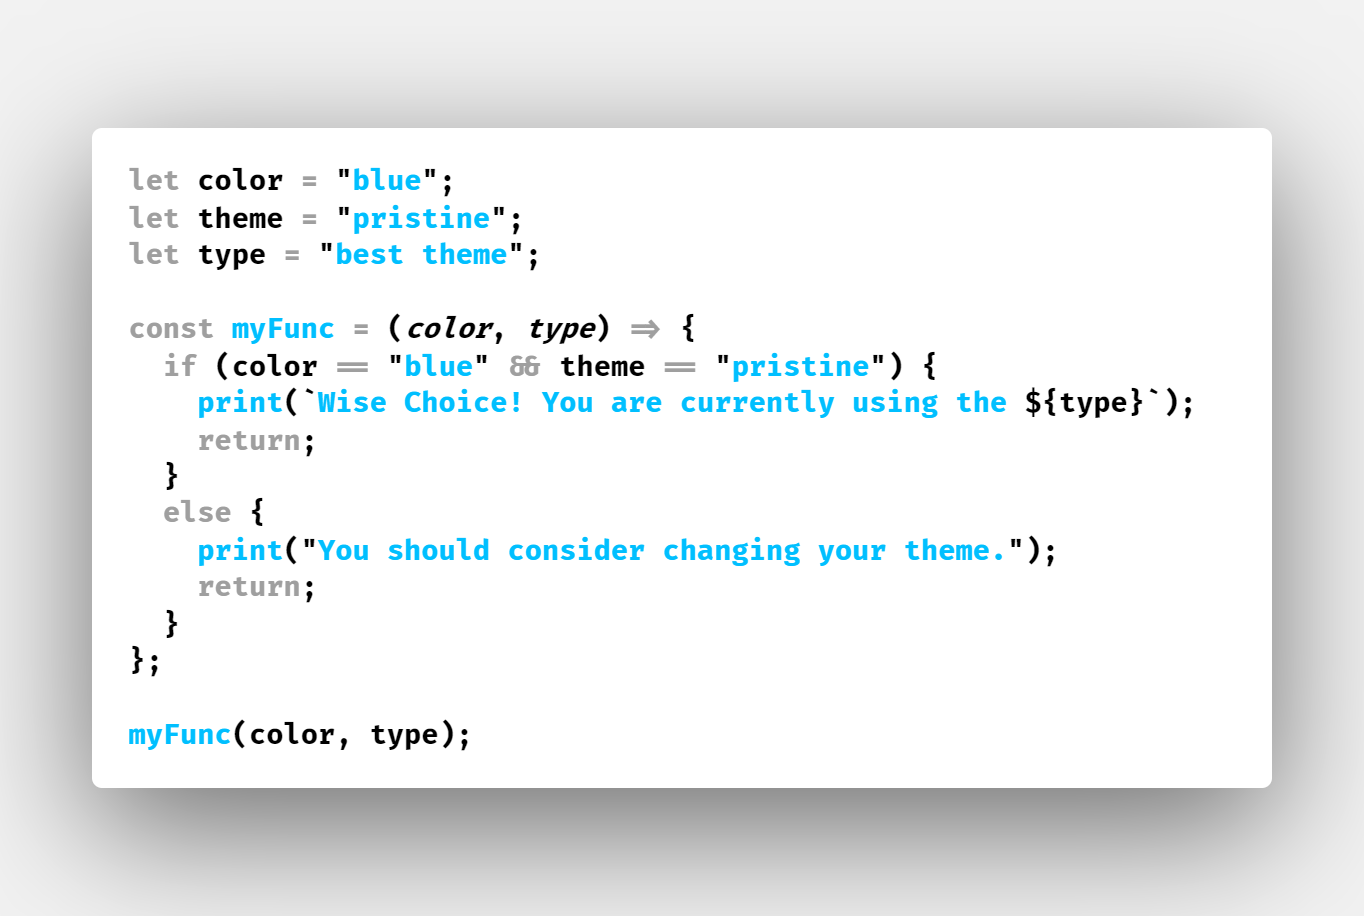 let color = "blue";
let theme = "pristine";
let type = "best theme";
const myFunc = (color, type) => {
if (color == "blue" && theme == "pristine") {
print(`Wise Choice! You are currently using the ${type}`);
return;
}
else {
print("You should consider changing your theme.");
return;
}
};
myFunc(color, type);